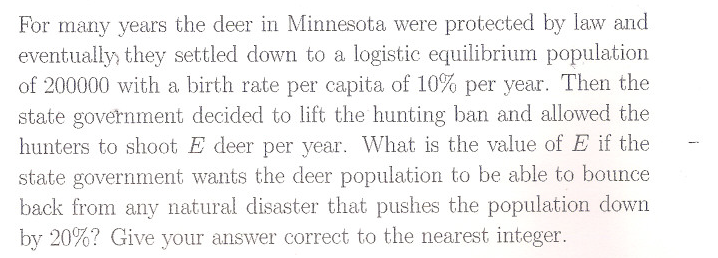 For many years the deer in Minnesota were protected by law and
eventually, they settled down to a logistic equilibrium population
of 200000 with a birth rate per capita of 10% per year. Then the
state government decided to lift the hunting ban and allowed the
hunters to shoot E deer per year. What is the value of E if the
state government wants the deer population to be able to bounce
back from any natural disaster that pushes the population down
by 20%? Give your answer correct to the nearest integer.